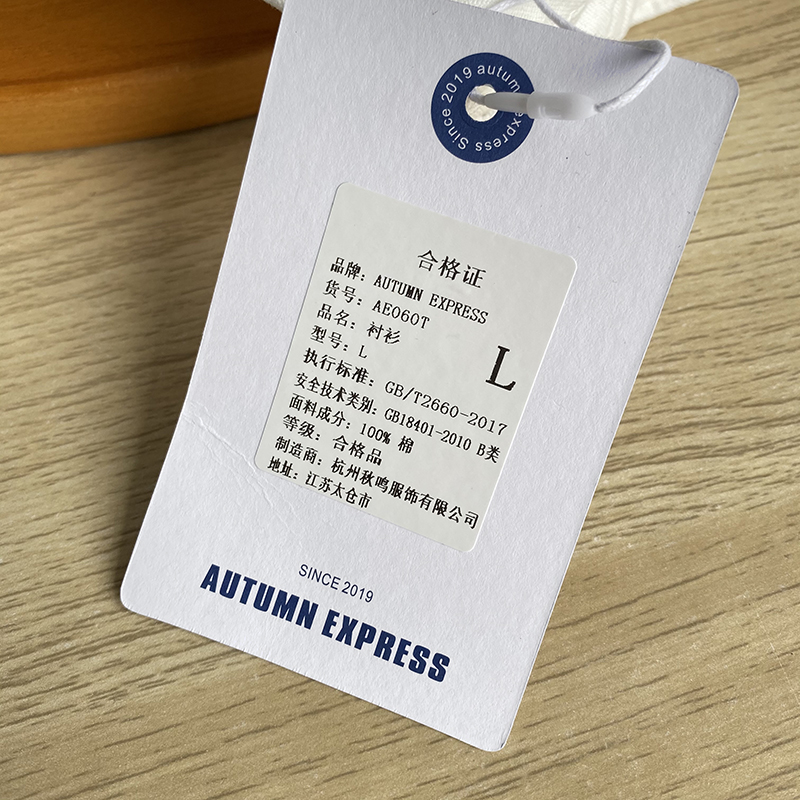 Since 2019 autumn express
合格证
品牌: AUTUMN EXPRESS
货号: AE060T
品名: 衬衫
型号: L
L
执行标准: GB/T2660-2017
安全技术类别: GB18401-2010 B类
面料成分: 100% 棉
等级: 合格品
制造商: 杭州秋鸣服饰有限公司
地址: 江苏太仓市
SINCE 2019
AUTUMN EXPRESS